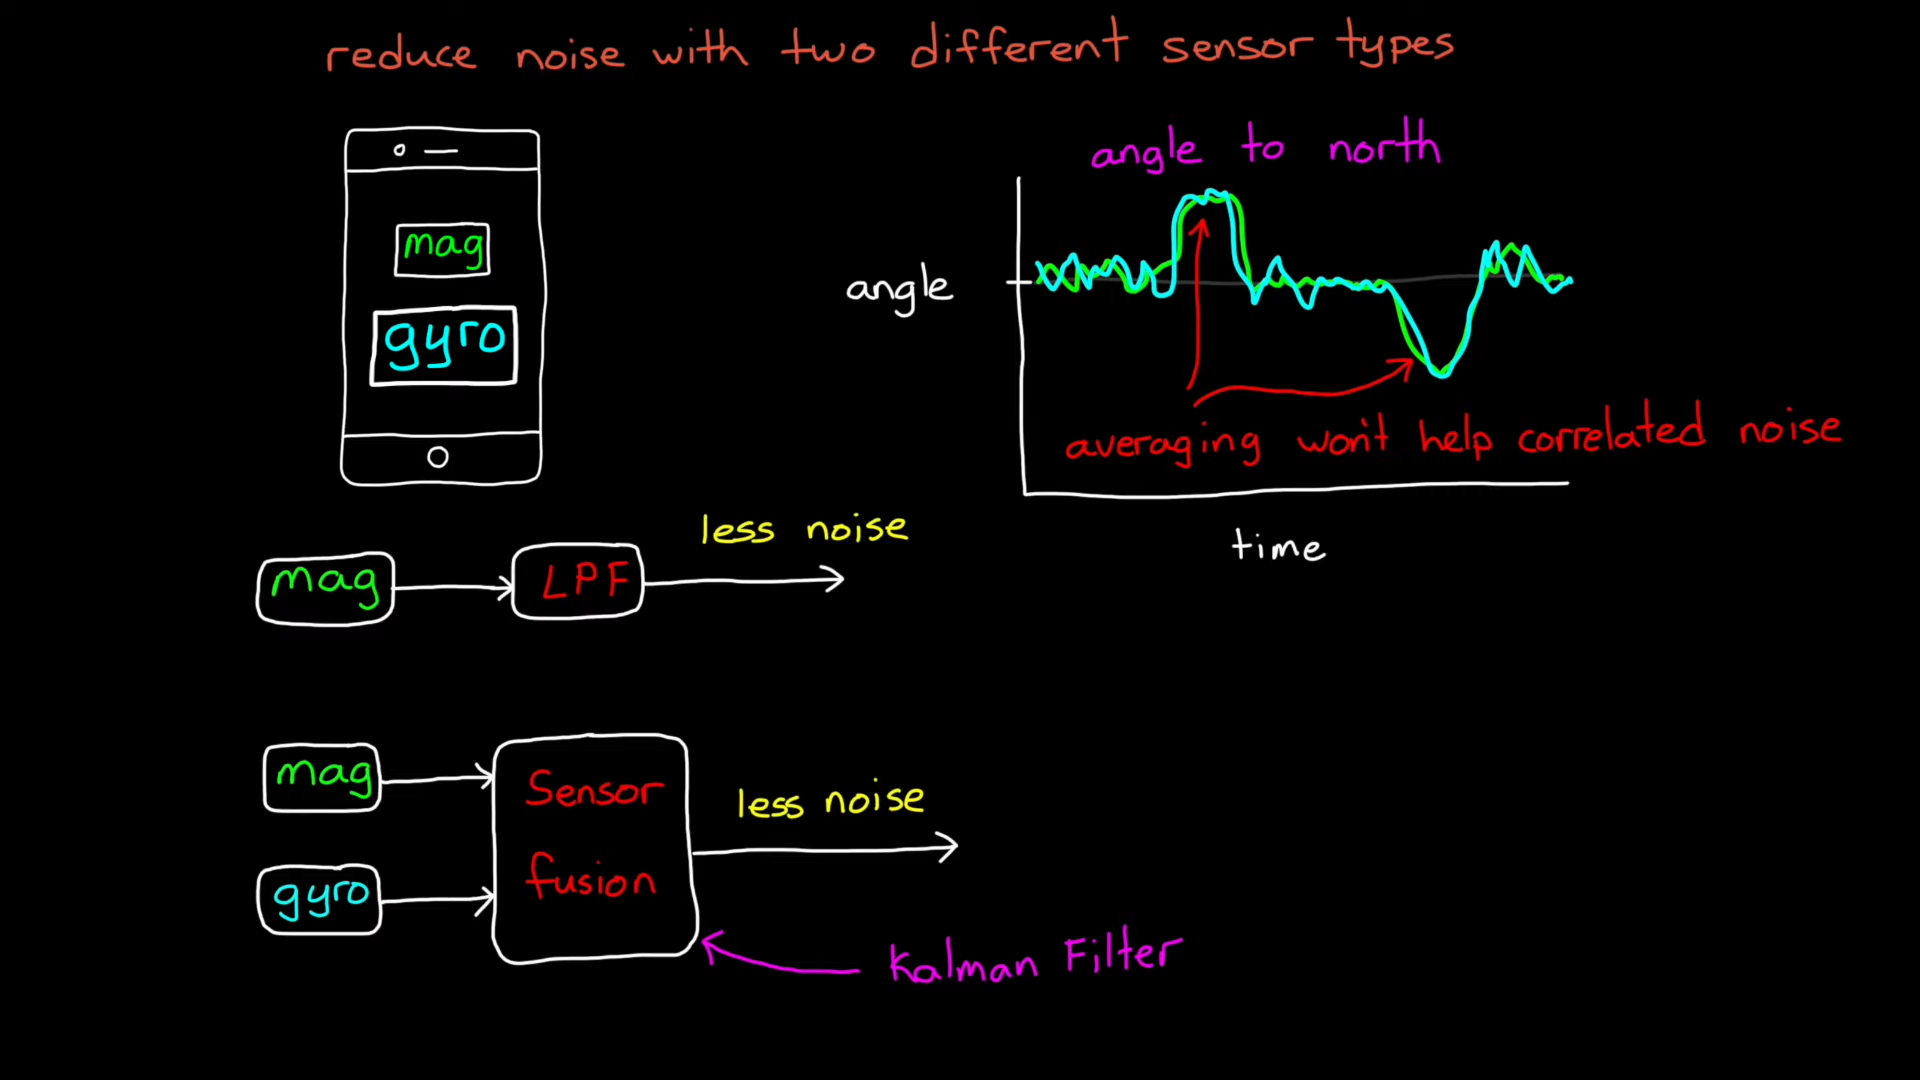 reduce noise with two different sensor types
mag
gyro
angle to north
angle
averaging won't help correlated noise
time
mag
LPF
less noise
mag
gyro
Sensor
fusion
less noise
Kalman Filter